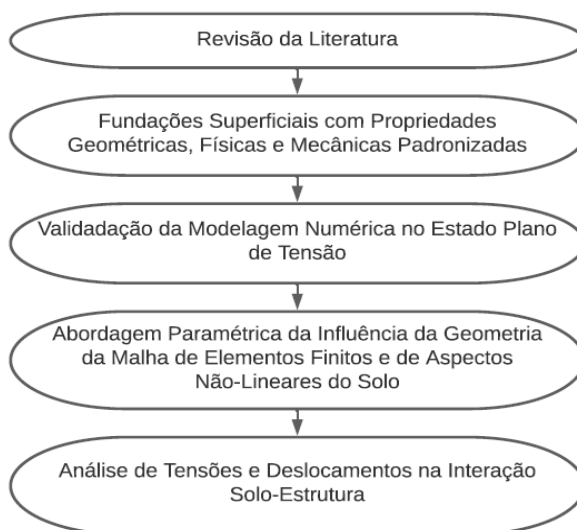 Revisão da Literatura
Fundações Superficiais com Propriedades
Geométricas, Físicas e Mecânicas Padronizadas
Validadação da Modelagem Numérica no Estado Plano
de Tensão
Abordagem Paramétrica da Influência da Geometria
da Malha de Elementos Finitos e de Aspectos
Não-Lineares do Solo
Análise de Tensões e Deslocamentos na Interação
Solo-Estrutura